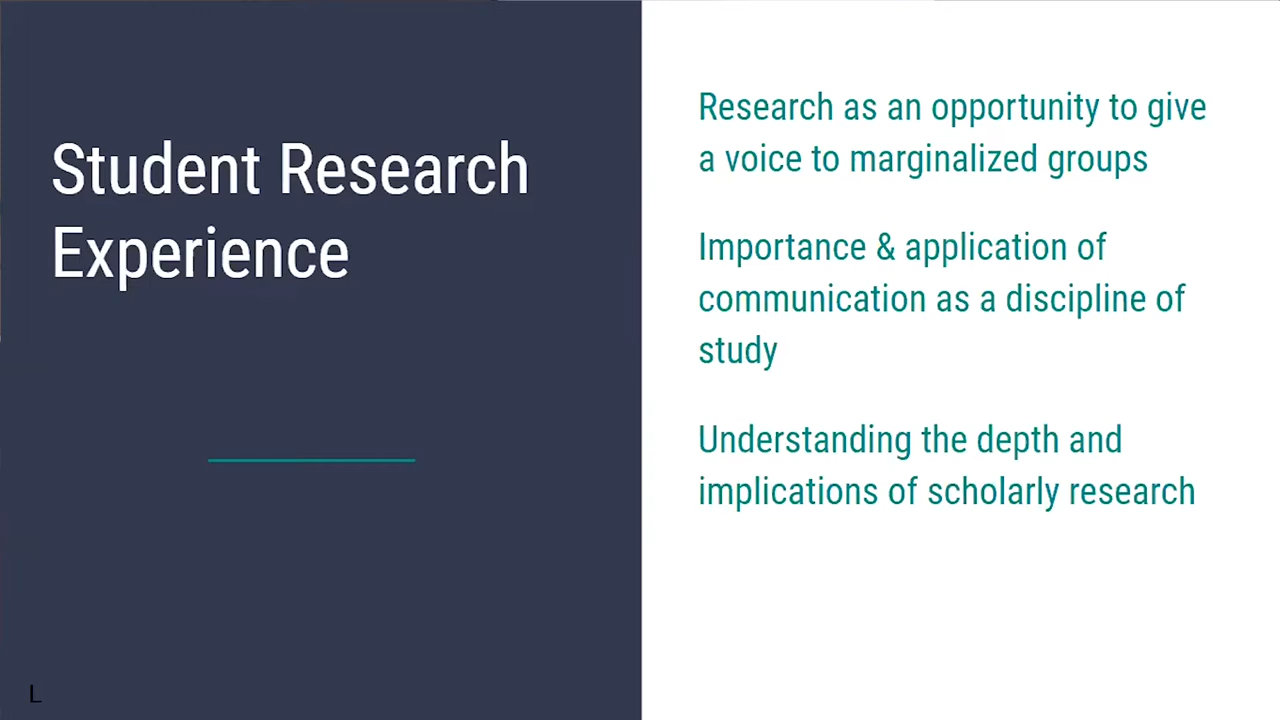 Student Research
Experience
Research as an opportunity to give
a voice to marginalized groups
Importance & application of
communication as a discipline of
study
Understanding the depth and
implications of scholarly research
L